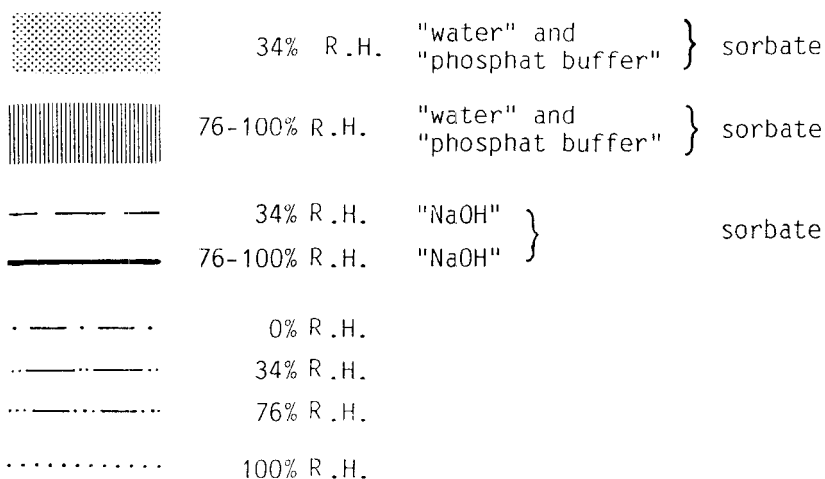 34% R.H. "water" and "phosphat buffer" } sorbate
76-100% R.H. "water" and "phosphat buffer" } sorbate
34% R.H. "NaOH"
76-100% R.H. "NaOH" } sorbate
0% R.H.
34% R.H.
76% R.H.
100% R.H.